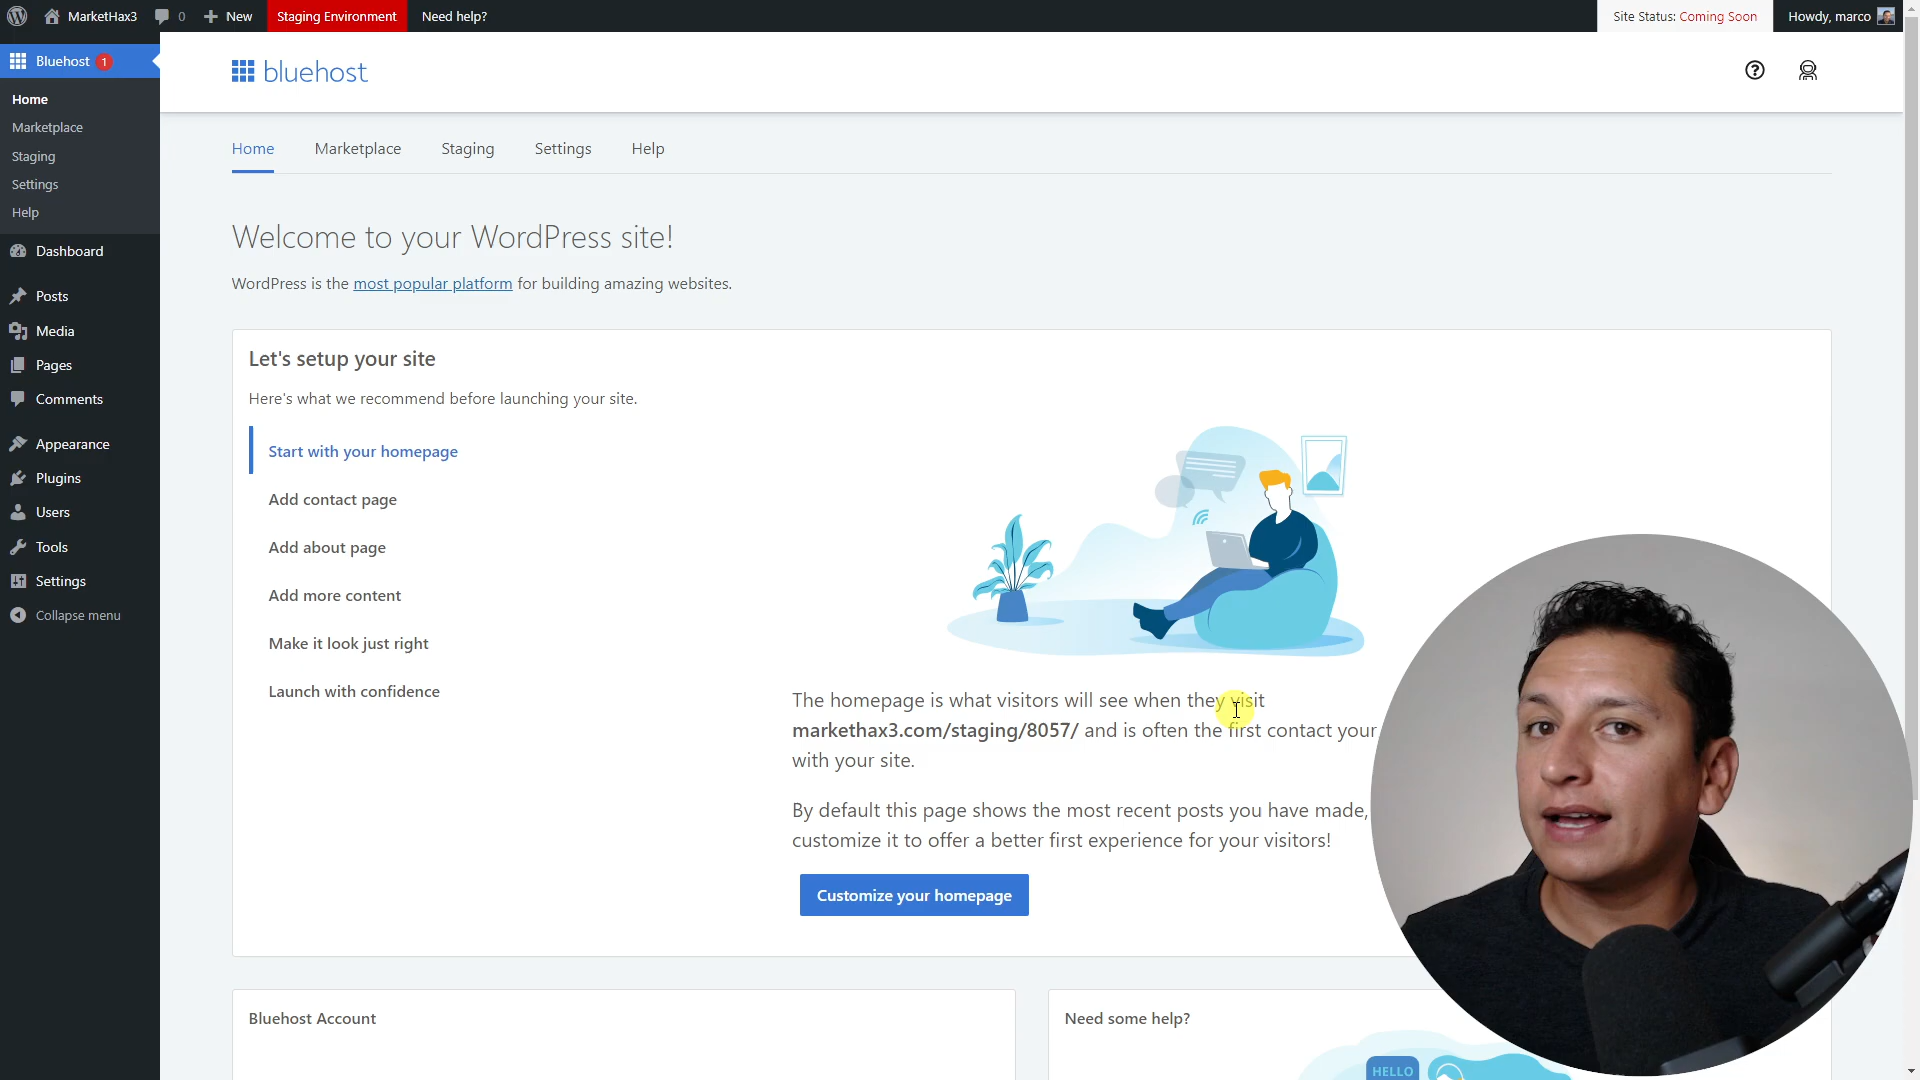 MarketHax3
0
New
Staging Environment
Need help?
Site Status: Coming Soon
Howdy, marco
Bluehost 1
Home
Marketplace
Staging
Settings
Help
Dashboard
Posts
Media
Pages
Comments
Appearance
Plugins
Users
Tools
Settings
Collapse menu
bluehost
Home
Marketplace
Staging
Settings
Help
Welcome to your WordPress site!
WordPress is the most popular platform for building amazing websites.
Let's setup your site
Here's what we recommend before launching your site.
Start with your homepage
Add contact page
Add about page
Add more content
Make it look just right
Launch with confidence
The homepage is what visitors will see when they visit
markethax3.com/staging/8057/ and is often the first contact your
with your site.
By default this page shows the most recent posts you have made,
customize it to offer a better first experience for your visitors!
Customize your homepage
Bluehost Account
Need some help?
HELLO